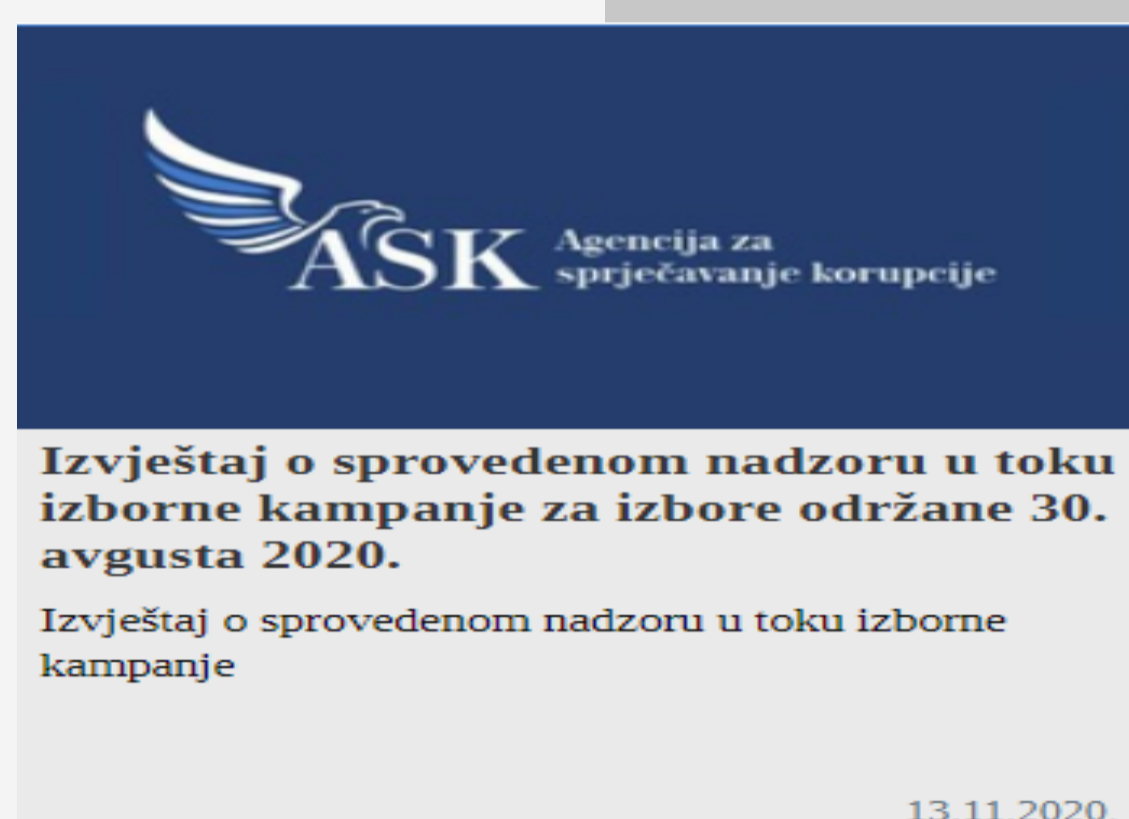 ASK
Agencija za
sprječavanje korupcije
Izvještaj o sprovedenom nadzoru u toku
izborne kampanje za izbore održane 30.
avgusta 2020.
Izvještaj o sprovedenom nadzoru u toku izborne
kampanje
13.11.2020.